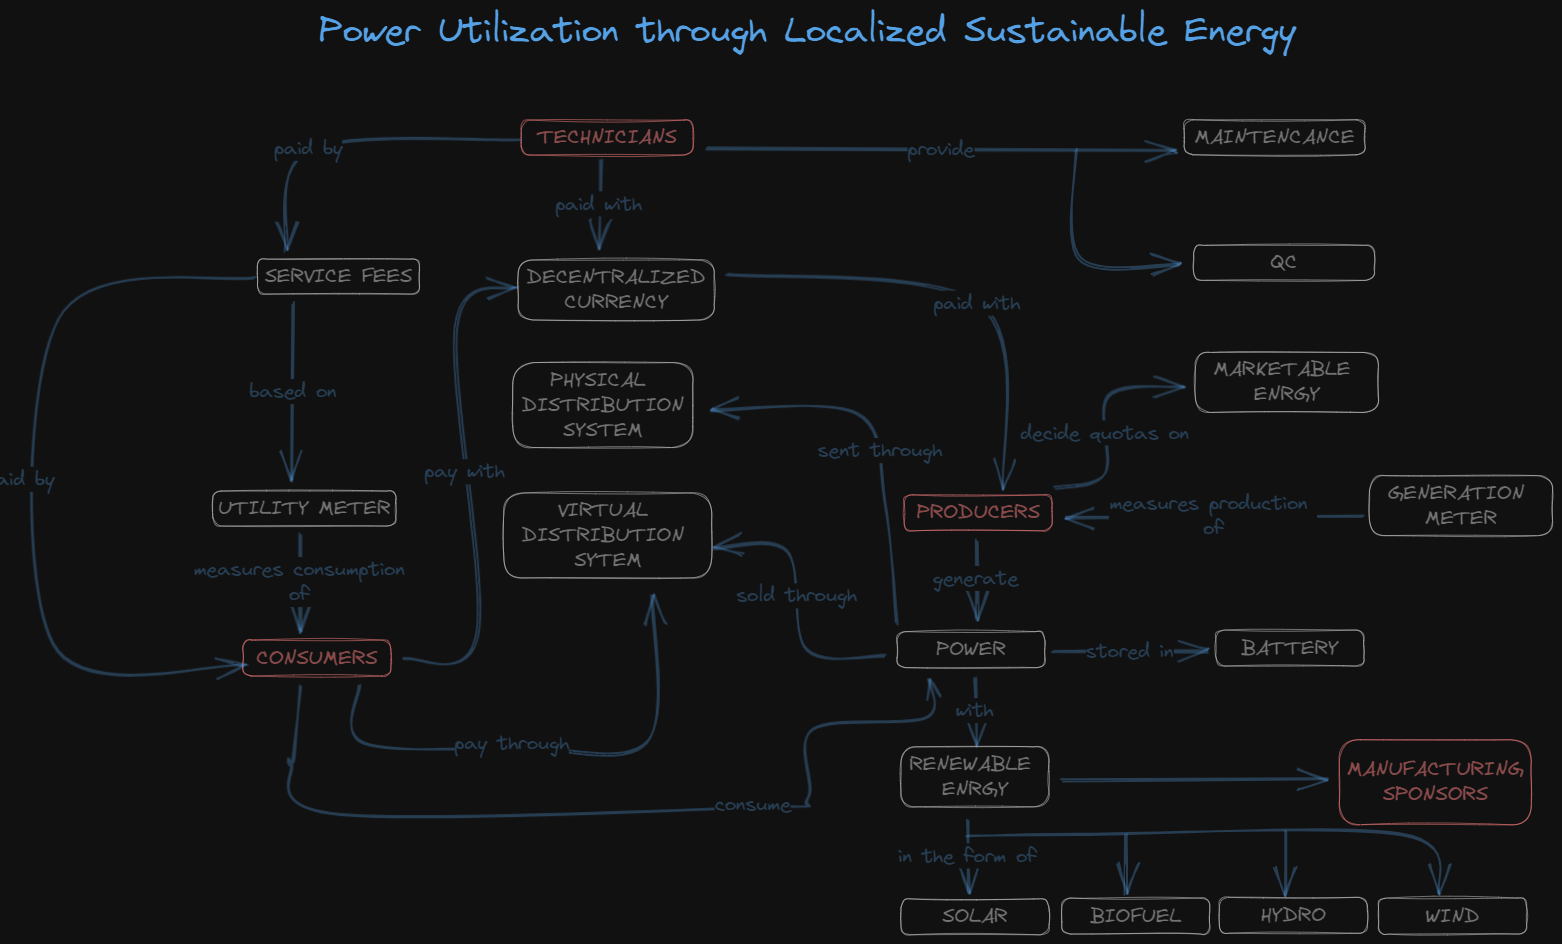 Power Utilization through Localized Sustainable Energy
TECHNICIANS
MAINTENCANCE
paid by
provide
paid with
SERVICE FEES
DECENTRALIZED
CURRENCY
QC
paid with
MARKETABLE
ENRGY
PHYSICAL
DISTRIBUTION
SYSTEM
based on
decide quotas on
sent through
pay with
aid by
UTILITY METER
VIRTUAL
DISTRIBUTION
SYTEM
PRODUCERS
measures production
of
GENERATION
METER
measures consumption
of
generate
sold through
CONSUMERS
POWER
stored in
BATTERY
with
pay through
RENEWABLE
ENRGY
MANUFACTURING
SPONSORS
consume
in the form of
SOLAR
BIOFUEL
HYDRO
WIND